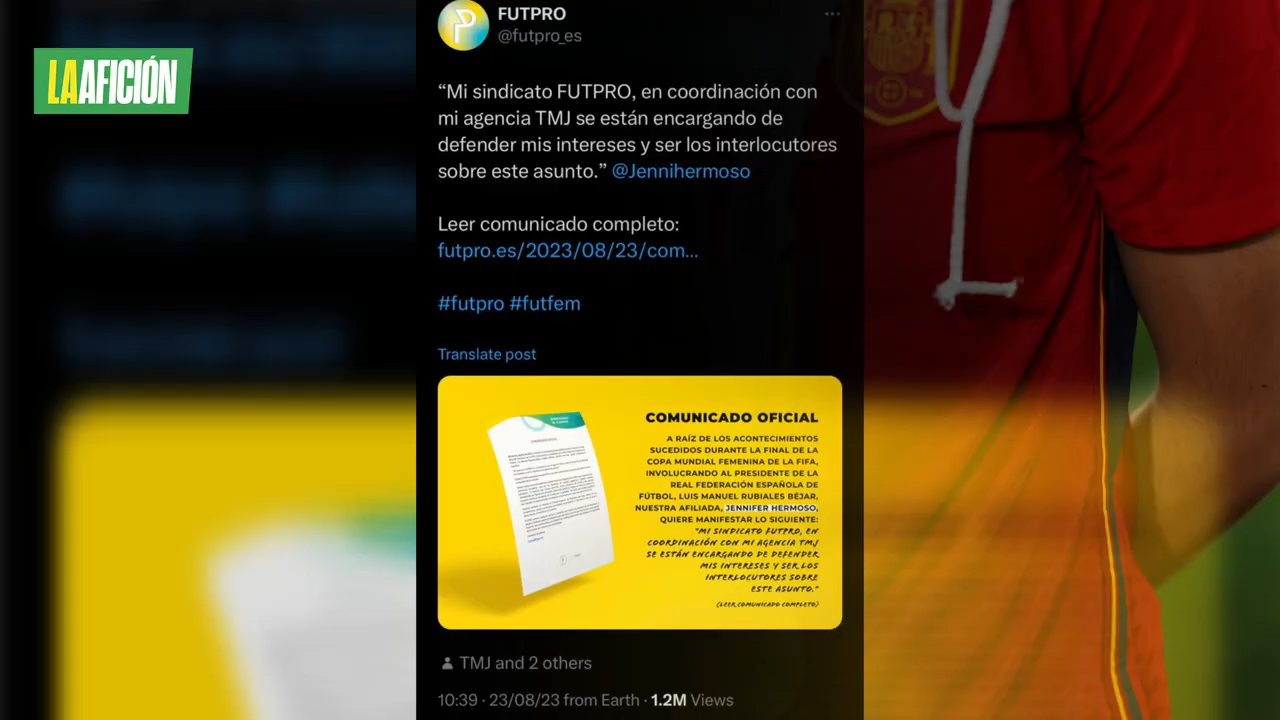 LAAFICIÓN
FUTPRO
@futpro_es
“Mi sindicato FUTPRO, en coordinación con
mi agencia TMJ se están encargando de
defender mis intereses y ser los interlocutores
sobre este asunto.” @Jennihermoso
Leer comunicado completo:
futpro.es/2023/08/23/com...
#futpro #futfem
Translate post
COMUNICADO OFICIAL
A RAÍZ DE LOS ACONTECIMIENTOS
SUCEDIDOS DURANTE LA FINAL DE LA
COPA MUNDIAL FEMENINA DE LA FIFA,
INVOLUCRANDO AL PRESIDENTE DE LA
REAL FEDERACIÓN ESPAÑOLA DE
FÚTBOL, LUIS MANUEL RUBIALES BÉJAR,
NUESTRA AFILIADA, JENNIFER HERMOSO,
QUIERE MANIFESTAR LO SIGUIENTE:
"MI SINDICATO FUTPRO, EN
COORDINACIÓN CON MI AGENCIA TMJ
SE ESTÁN ENCARGANDO DE DEFENDER
MIS INTERESES Y SER LOS
INTERLOCUTORES SOBRE
ESTE ASUNTO."
(LEER COMUNICADO COMPLETO)
TMJ and 2 others
10:39 · 23/08/23 from Earth · 1.2M Views